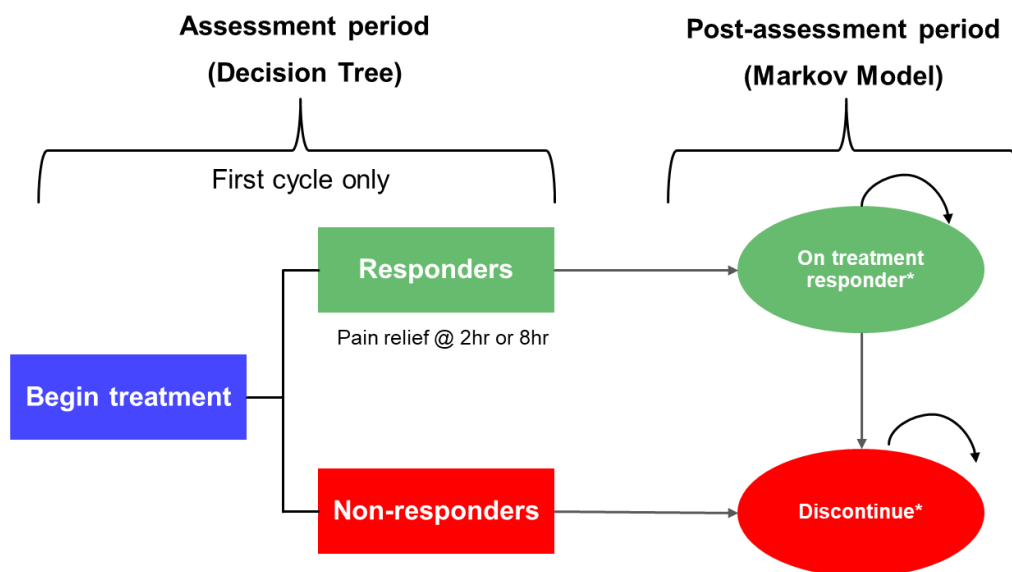 Assessment period
(Decision Tree)
Post-assessment period
(Markov Model)
First cycle only
Responders
Pain relief @ 2hr or 8hr
On treatment
responder*
Begin treatment
Non-responders
Discontinue*